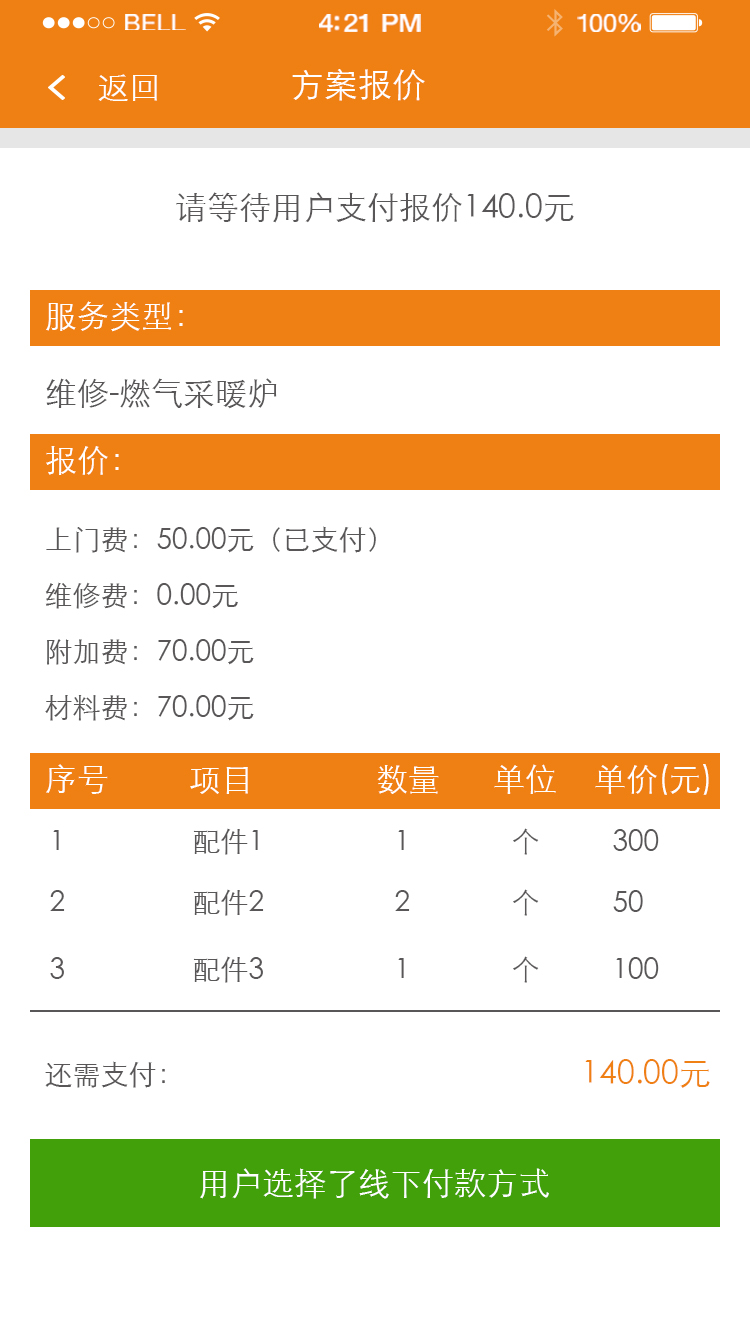 BELL 4:21 PM 100%
返回 方案报价
请等待用户支付报价140.0元
服务类型：
维修-燃气采暖炉
报价：
上门费：50.00元（已支付）
维修费：0.00元
附加费：70.00元
材料费：70.00元
序号 项目 数量 单位 单价(元)
1 配件1 1 个 300
2 配件2 2 个 50
3 配件3 1 个 100
还需支付： 140.00元
用户选择了线下付款方式